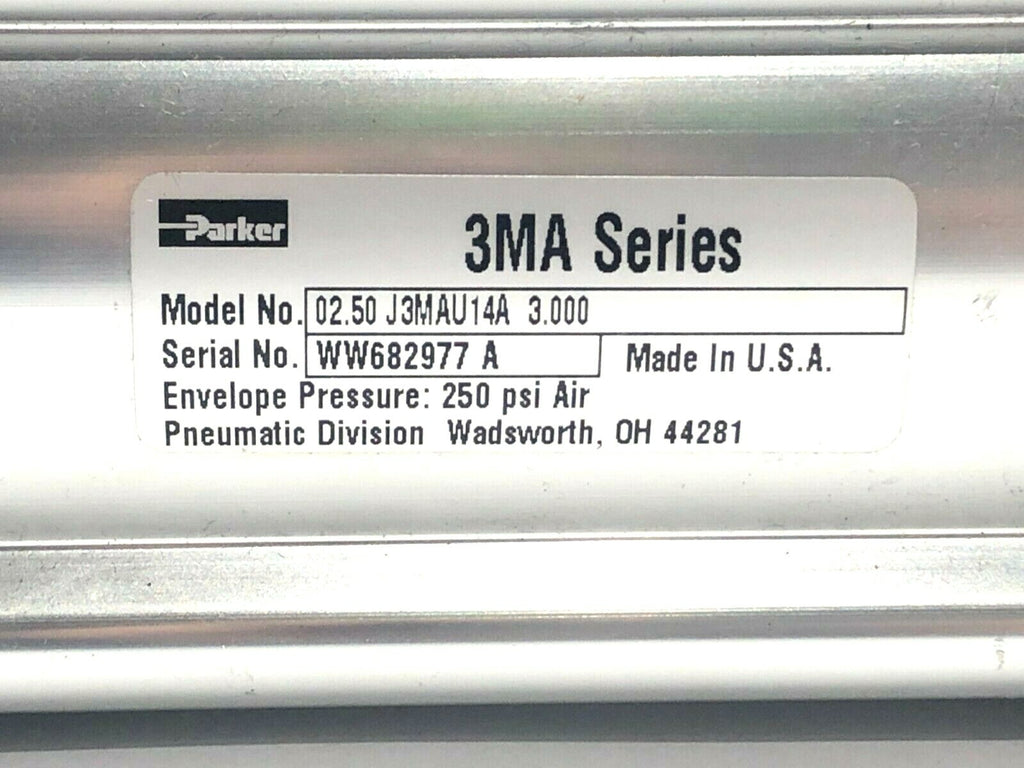 Parker
3MA Series
Model No. 02.50 J3MAU14A 3.000
Serial No. WW682977 A Made In U.S.A.
Envelope Pressure: 250 psi Air
Pneumatic Division Wadsworth, OH 44281